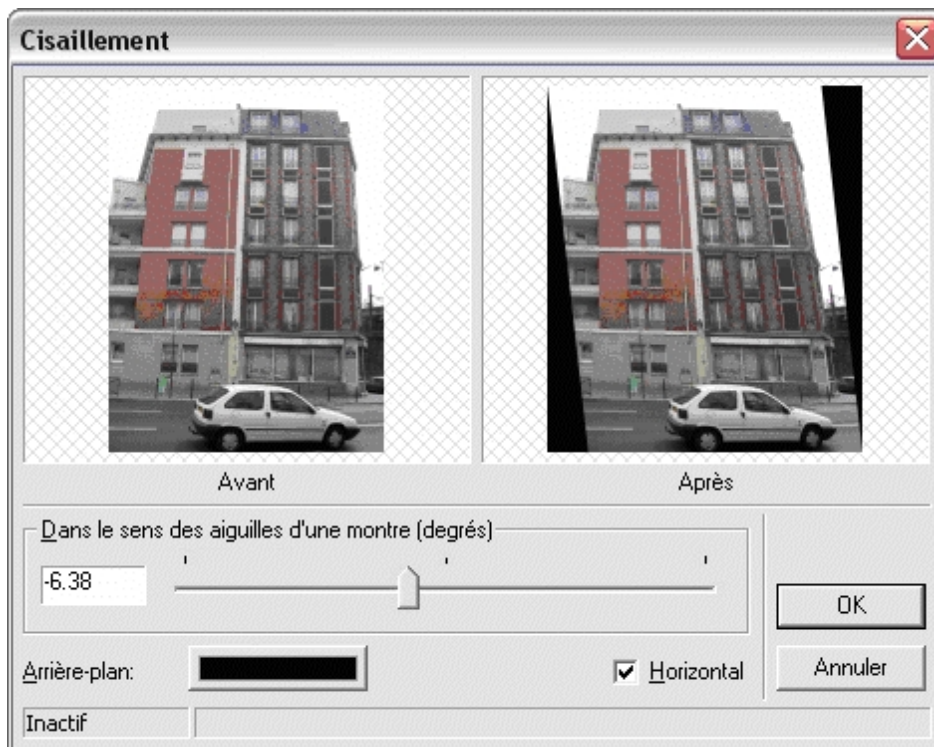 Cisaillement
Avant
Après
Dans le sens des aiguilles d'une montre (degrés)
-6.38
OK
Arrière-plan:
Horizontal
Annuler
Inactif